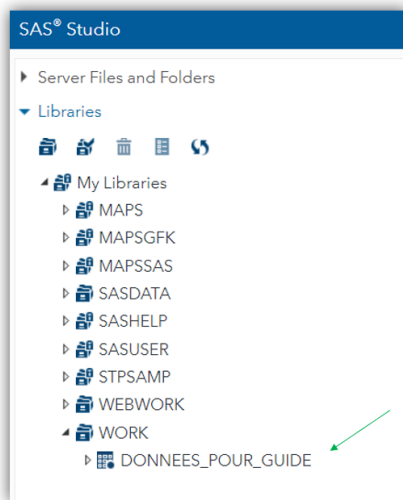 SAS® Studio
Server Files and Folders
Libraries
My Libraries
MAPS
MAPSGFK
MAPSSAS
SASDATA
SASHELP
SASUSER
STPSAMP
WEBWORK
WORK
DONNEES_POUR_GUIDE